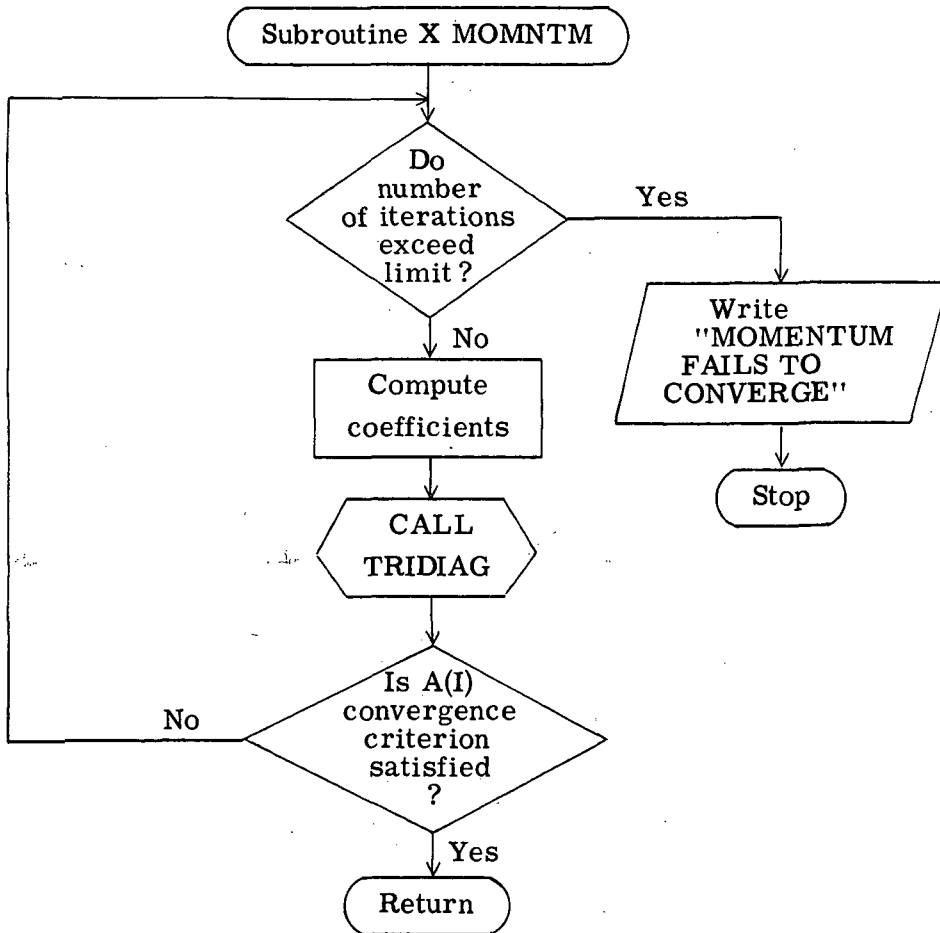 Subroutine X MOMNTM
Do
number
of iterations
exceed
limit?
Yes
Write
"MOMENTUM
FAILS TO
CONVERGE"
Stop
No
Compute
coefficients
CALL
TRIDIAG
Is A(I)
convergence
criterion
satisfied
?
No
Yes
Return